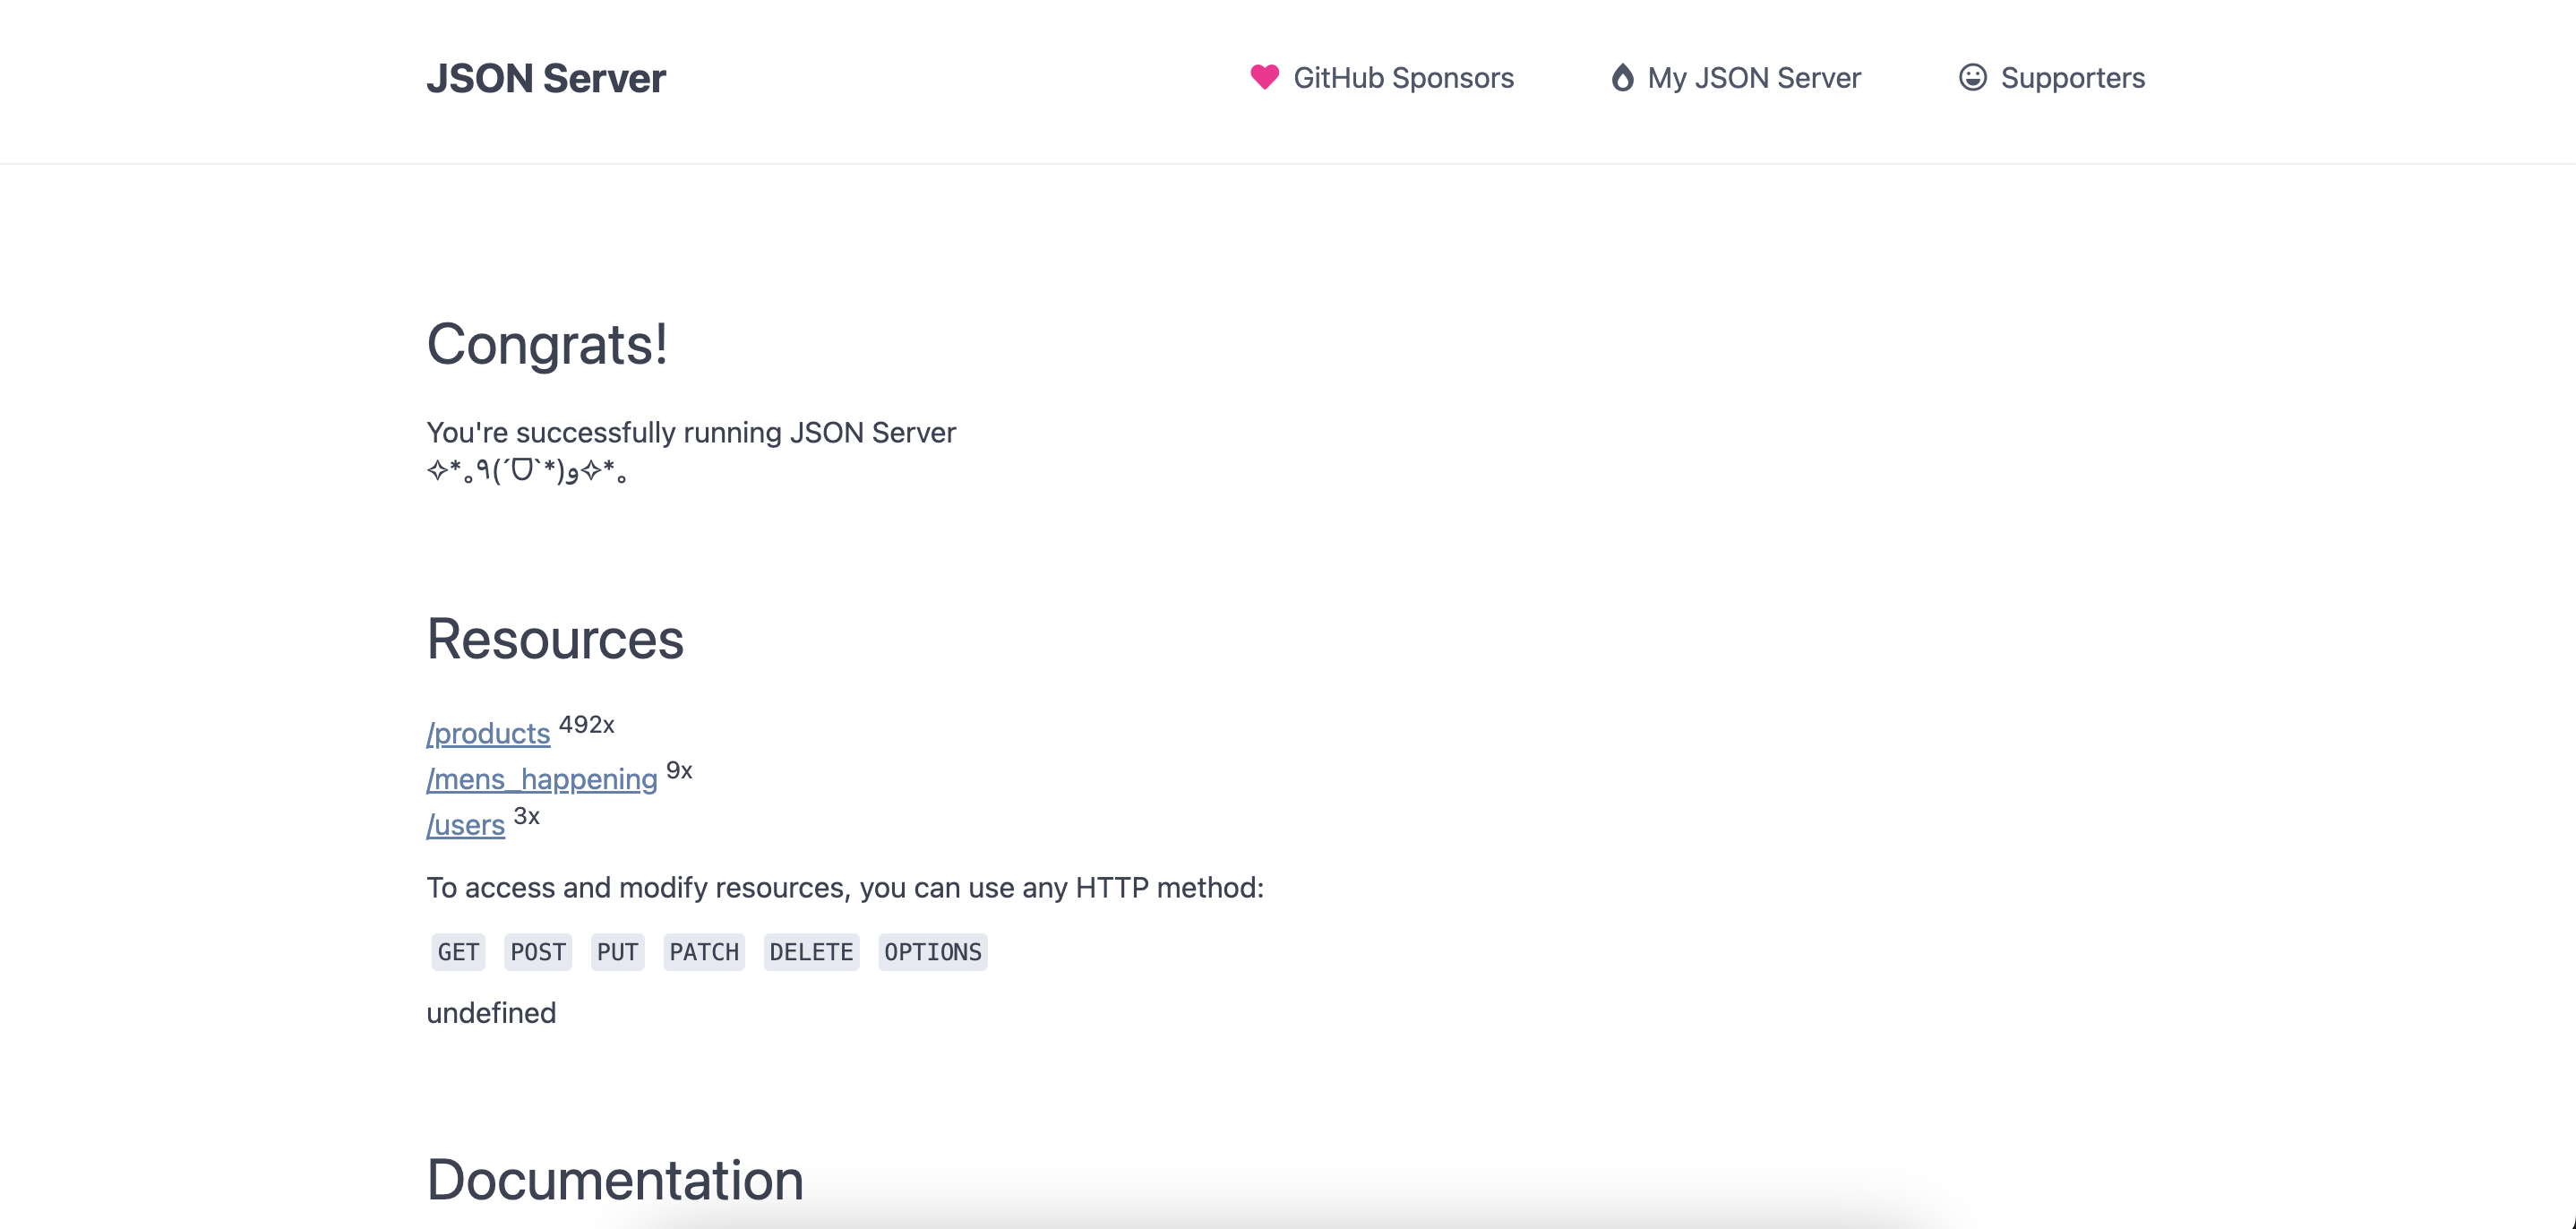 JSON Server
GitHub Sponsors
My JSON Server
Supporters
Congrats!
You're successfully running JSON Server
✧*｡٩(ˊᗜˋ*)و✧*｡
Resources
/products 492x
/mens_happening 9x
/users 3x
To access and modify resources, you can use any HTTP method:
GET POST PUT PATCH DELETE OPTIONS
undefined
Documentation